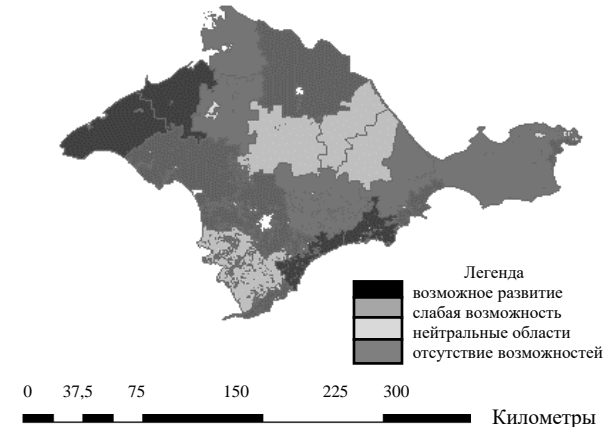 Легенда
возможное развитие
слабая возможность
нейтральные области
отсутствие возможностей
0 37,5 75 150 225 300
Километры